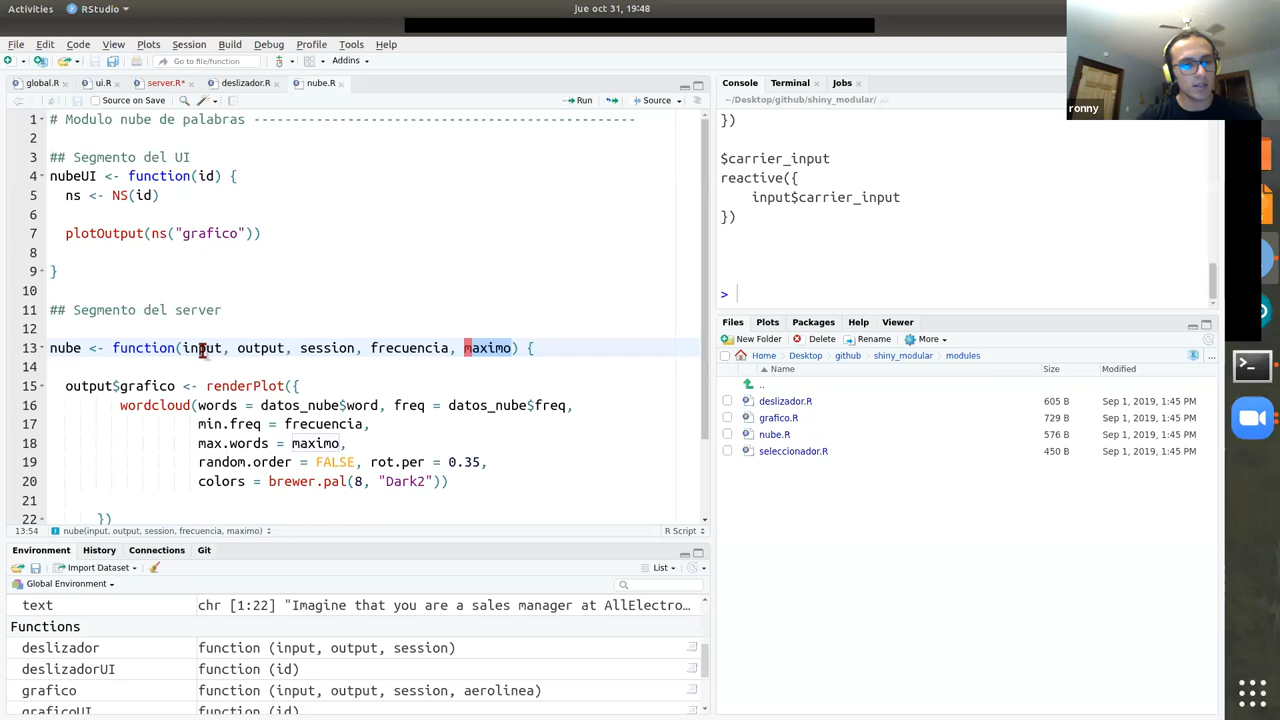 Activities RStudio jue oct 31, 19:48
File Edit Code View Plots Session Build Debug Profile Tools Help
Go to file/function Addins
global.R ui.R server.R* deslizador.R nube.R
Source on Save Run Source
1 # Modulo nube de palabras -------------------------------------------------
2
3 ## Segmento del UI
4 nubeUI <- function(id) {
5 ns <- NS(id)
6
7 plotOutput(ns("grafico"))
8
9 }
10
11 ## Segmento del server
12
13 nube <- function(input, output, session, frecuencia, maximo) {
14
15 output$grafico <- renderPlot({
16 wordcloud(words = datos_nube$word, freq = datos_nube$freq,
17 min.freq = frecuencia,
18 max.words = maximo,
19 random.order = FALSE, rot.per = 0.35,
20 colors = brewer.pal(8, "Dark2"))
21
22 })
13:54 nube(input, output, session, frecuencia, maximo) R Script
Environment History Connections Git
Import Dataset List
Global Environment
text chr [1:22] "Imagine that you are a sales manager at AllElectro…
Functions
deslizador function (input, output, session)
deslizadorUI function (id)
grafico function (input, output, session, aerolinea)
graficoUI function (id)
Console Terminal Jobs
~/Desktop/github/shiny_modular/
})
$carrier_input
reactive({
input$carrier_input
})
>
Files Plots Packages Help Viewer
New Folder Delete Rename More
Home Desktop github shiny_modular modules
Name Size Modified
..
deslizador.R 605 B Sep 1, 2019, 1:45 PM
grafico.R 729 B Sep 1, 2019, 1:45 PM
nube.R 576 B Sep 1, 2019, 1:45 PM
seleccionador.R 450 B Sep 1, 2019, 1:45 PM
ronny